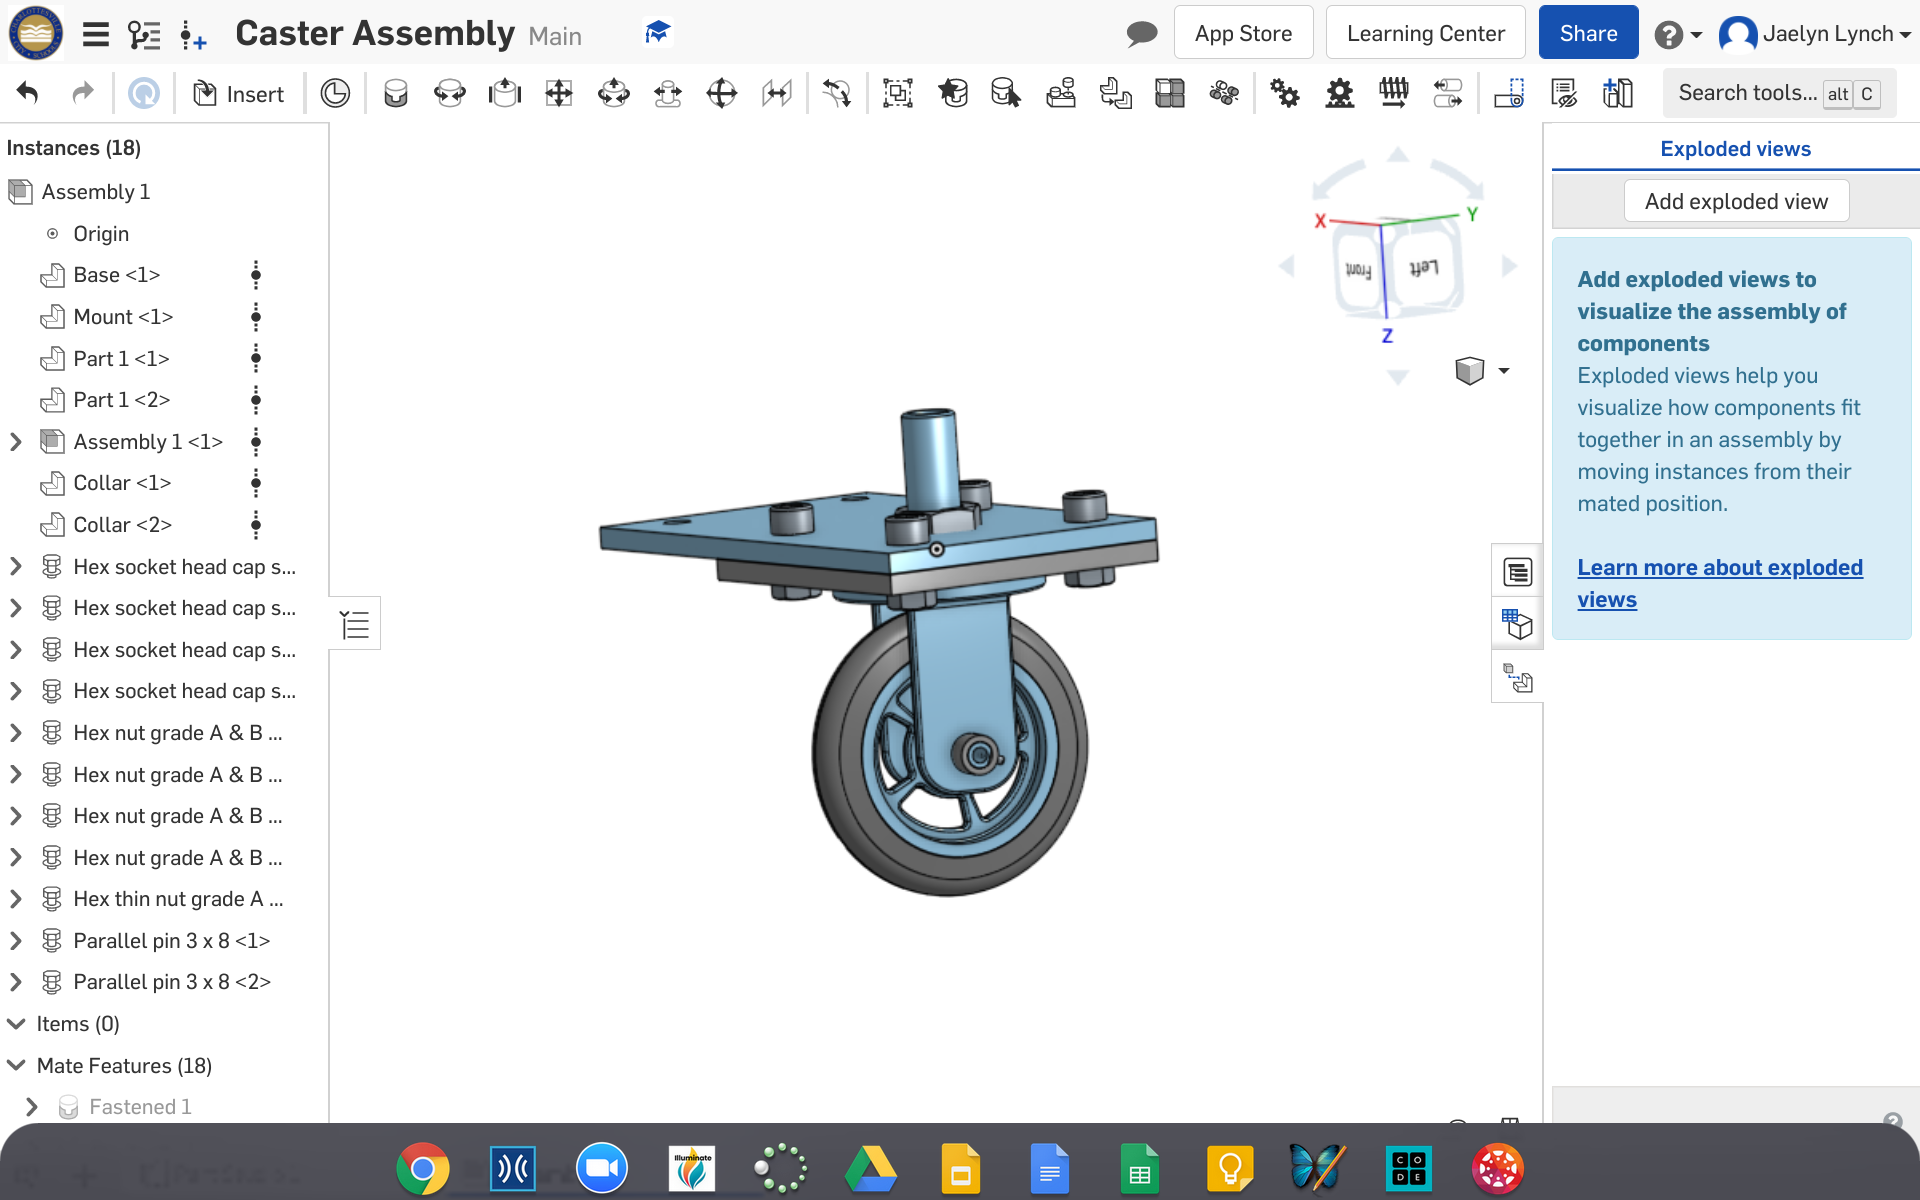 Caster Assembly Main
App Store
Learning Center
Share
Jaelyn Lynch
Insert
Search tools... alt C
Instances (18)
Assembly 1
Origin
Base <1>
Mount <1>
Part 1 <1>
Part 1 <2>
Assembly 1 <1>
Collar <1>
Collar <2>
Hex socket head cap s...
Hex socket head cap s...
Hex socket head cap s...
Hex socket head cap s...
Hex nut grade A & B ...
Hex nut grade A & B ...
Hex nut grade A & B ...
Hex nut grade A & B ...
Hex thin nut grade A ...
Parallel pin 3 x 8 <1>
Parallel pin 3 x 8 <2>
Items (0)
Mate Features (18)
Fastened 1
X
Y
Z
Front
Left
Exploded views
Add exploded view
Add exploded views to
visualize the assembly of
components
Exploded views help you
visualize how components fit
together in an assembly by
moving instances from their
mated position.
Learn more about exploded
views
Illuminate
CO
DE